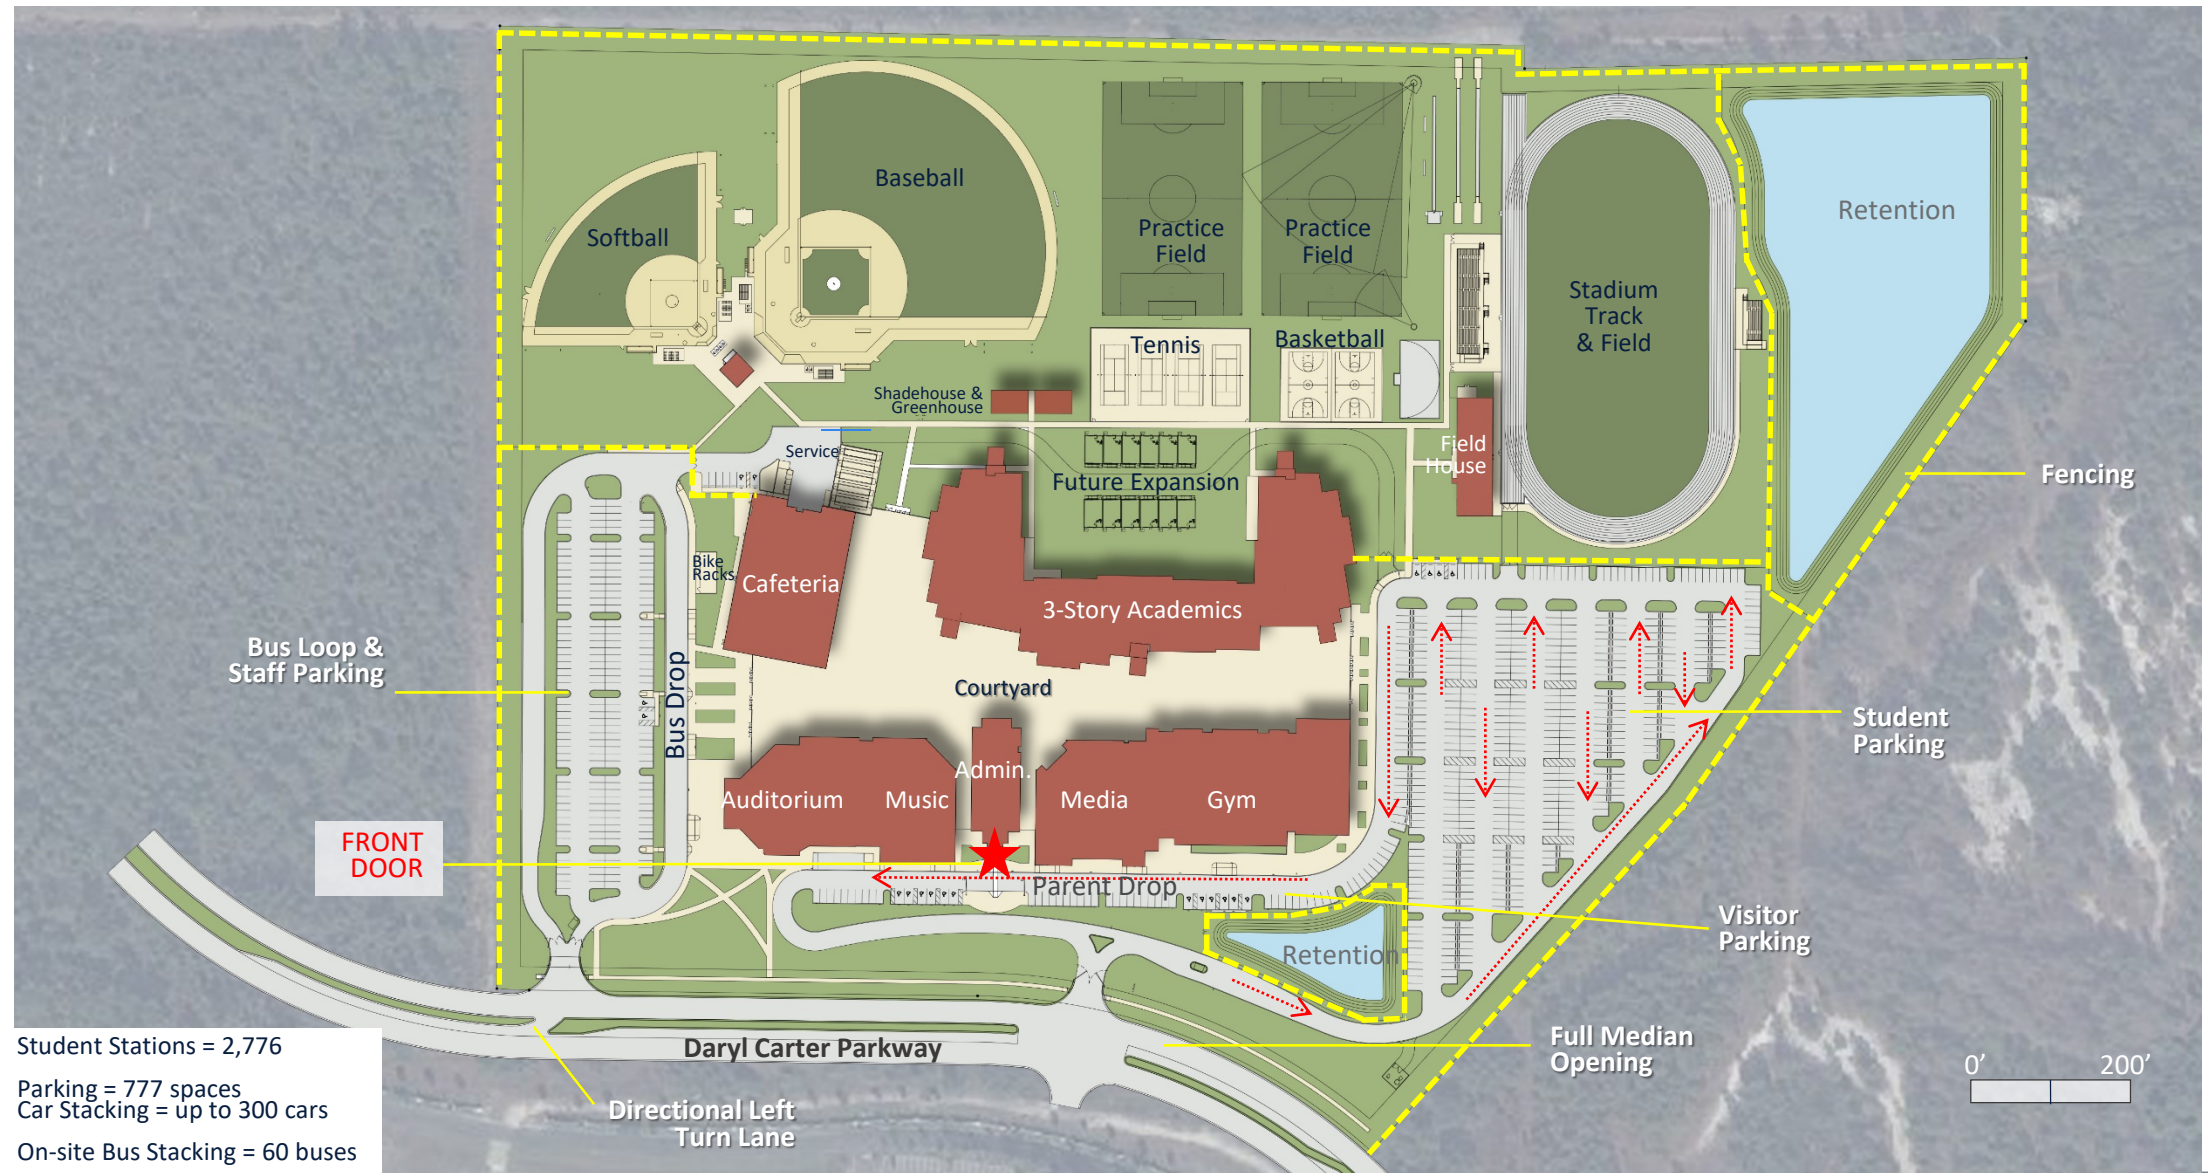 Baseball
Softball
Practice
Field
Practice
Field
Retention
Stadium
Track
& Field
Tennis
Basketball
Shadehouse &
Greenhouse
Service
Field
House
Future Expansion
Fencing
Bike
Racks
Cafeteria
3-Story Academics
Bus Loop &
Staff Parking
Bus Drop
Courtyard
Student
Parking
Admin.
Auditorium
Music
Media
Gym
FRONT
DOOR
Parent Drop
Visitor
Parking
Retention
Full Median
Opening
Daryl Carter Parkway
Directional Left
Turn Lane
0’
200’
Student Stations = 2,776
Parking = 777 spaces
Car Stacking = up to 300 cars
On-site Bus Stacking = 60 buses